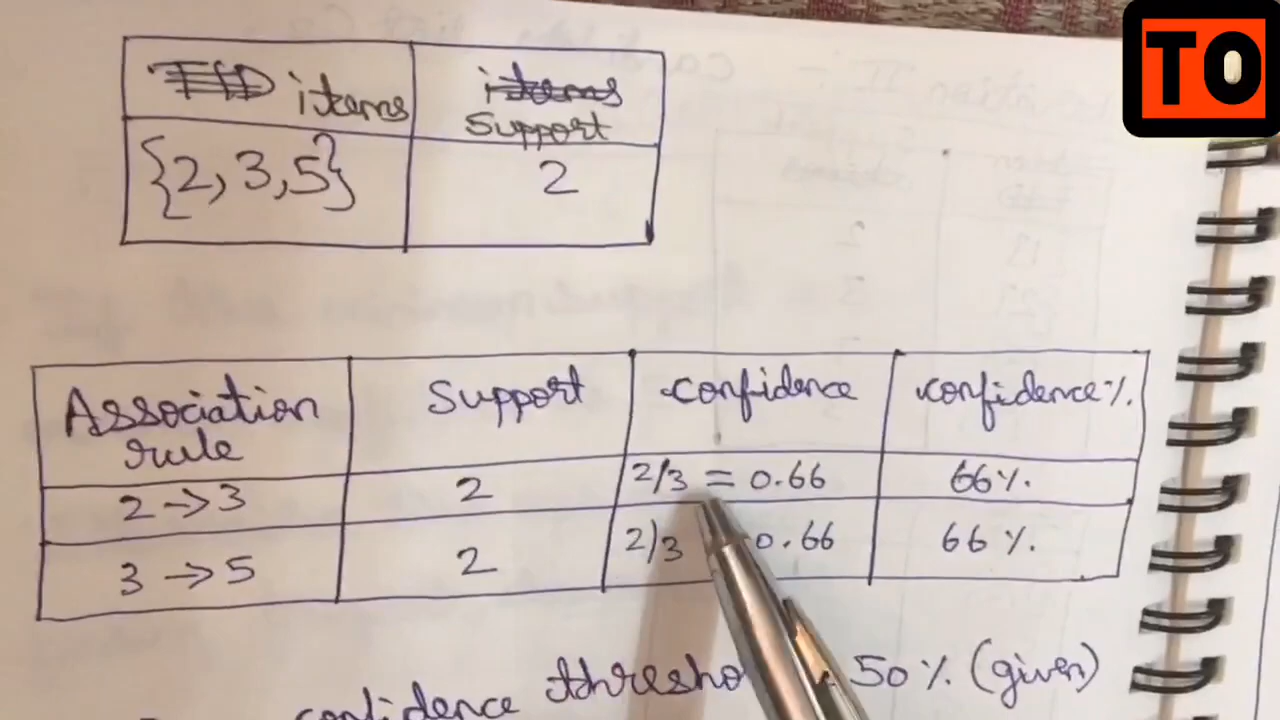 TO
items
items
support
{2, 3, 5}
2
Association
rule
Support
confidence
confidence%.
2 → 3
2
2/3 = 0.66
66%.
3 → 5
2
2/3
0.66
66%.
confidence
50% (given)